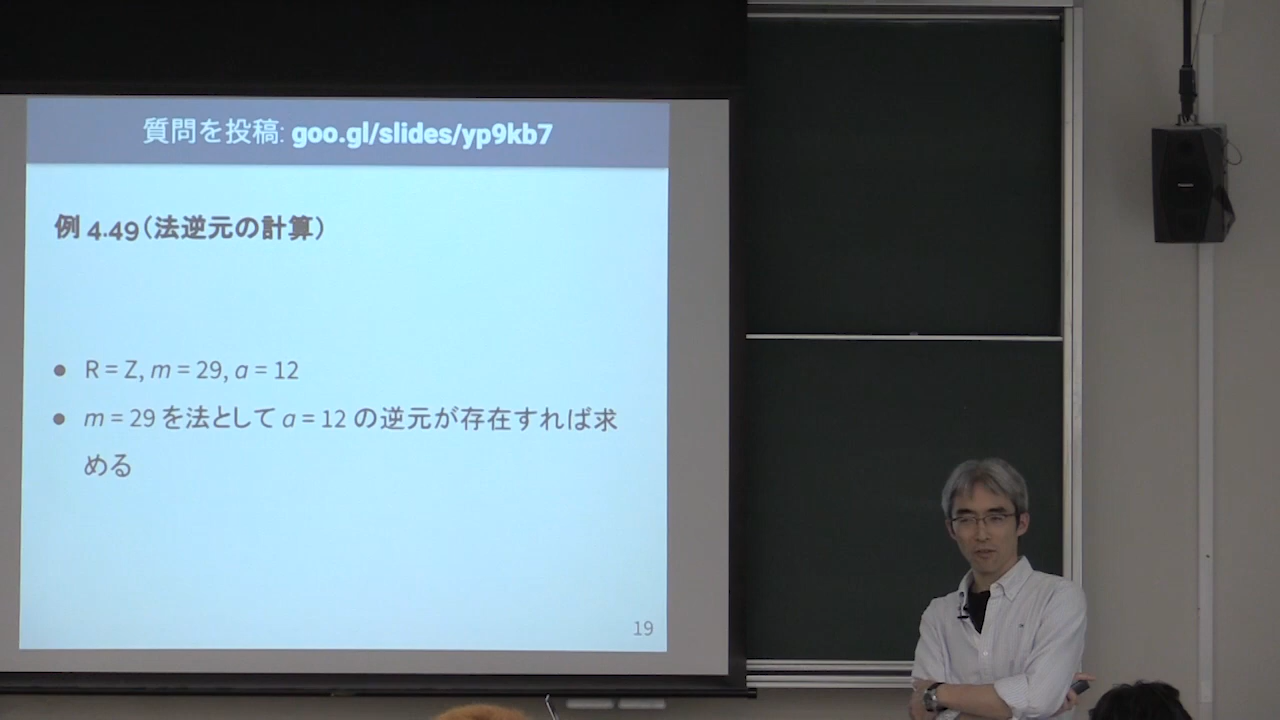 質問を投稿: goo.gl/slides/yp9kb7
例 4.49(法逆元の計算)
R = Z, m = 29, a = 12
m = 29 を法として a = 12 の逆元が存在すれば求
める
19